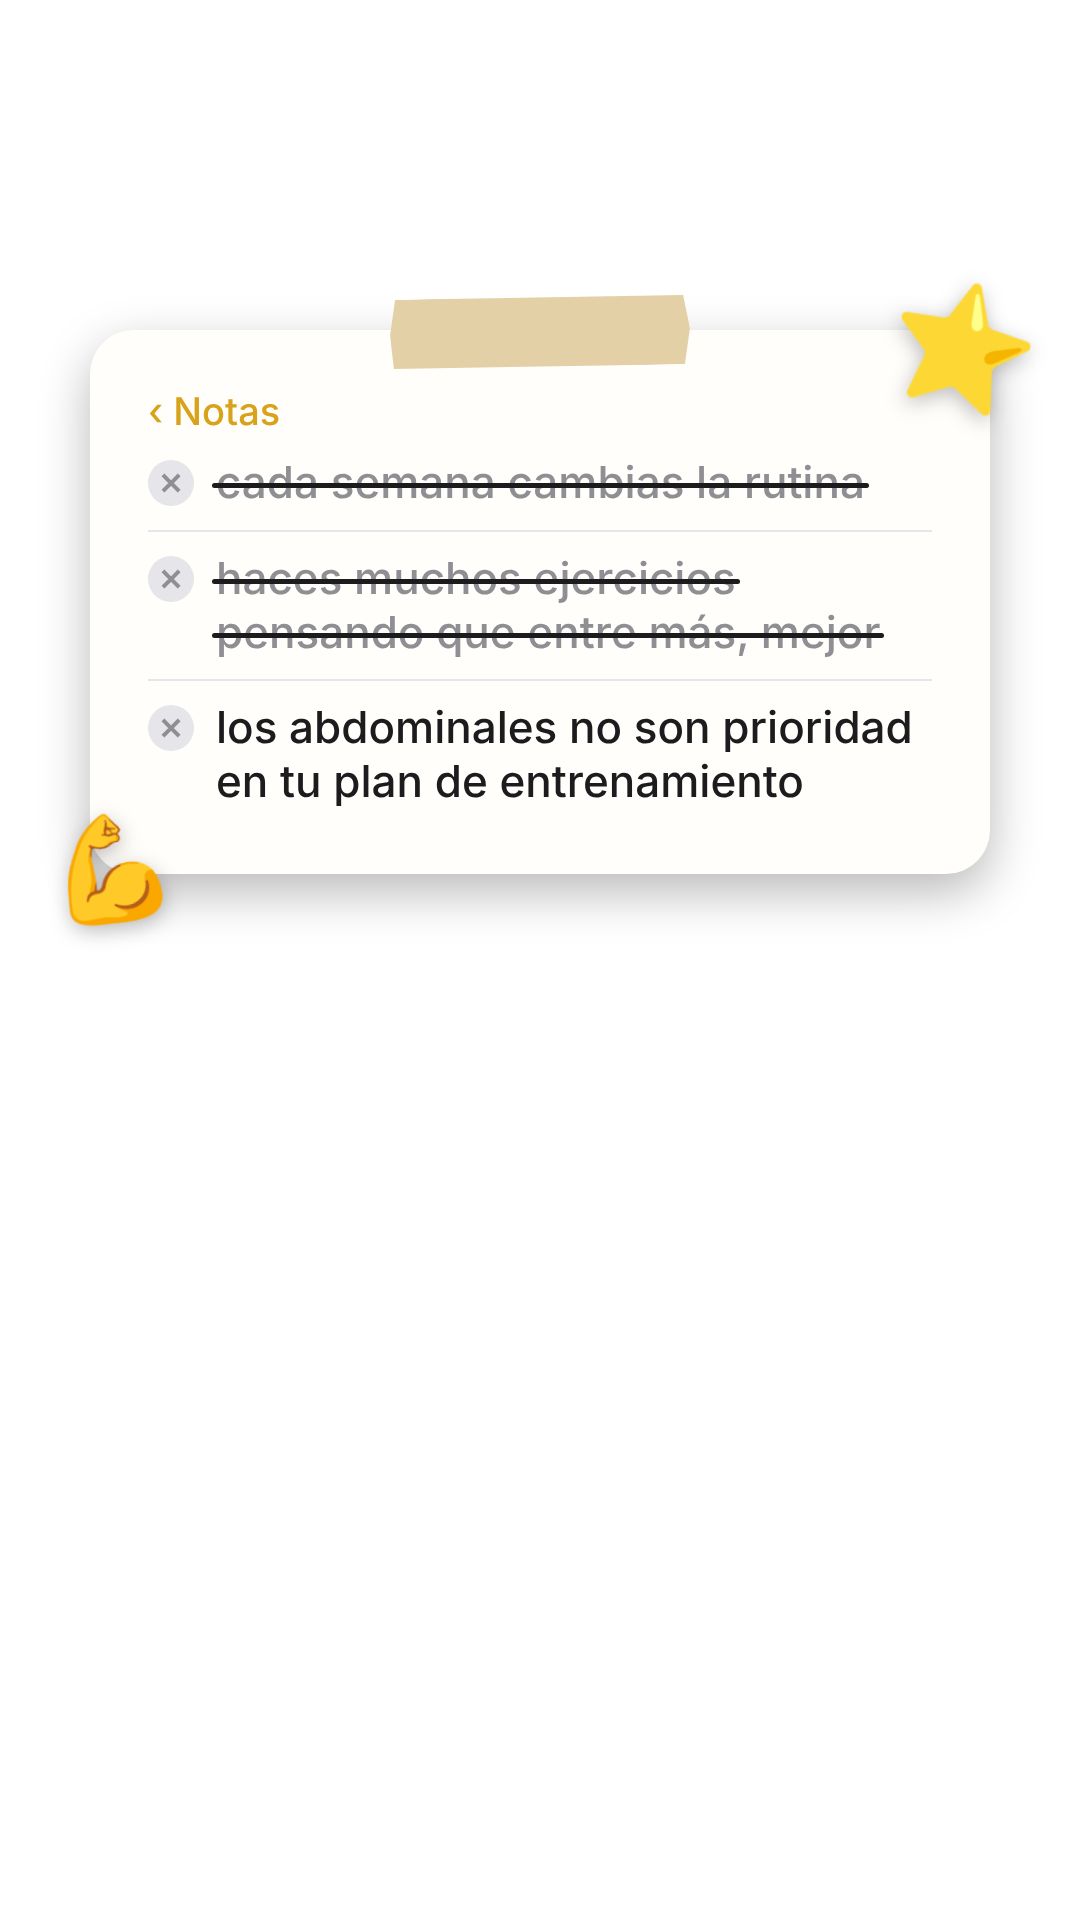 ‹ Notas
cada semana cambias la rutina
haces muchos ejercicios
pensando que entre más, mejor
los abdominales no son prioridad
en tu plan de entrenamiento